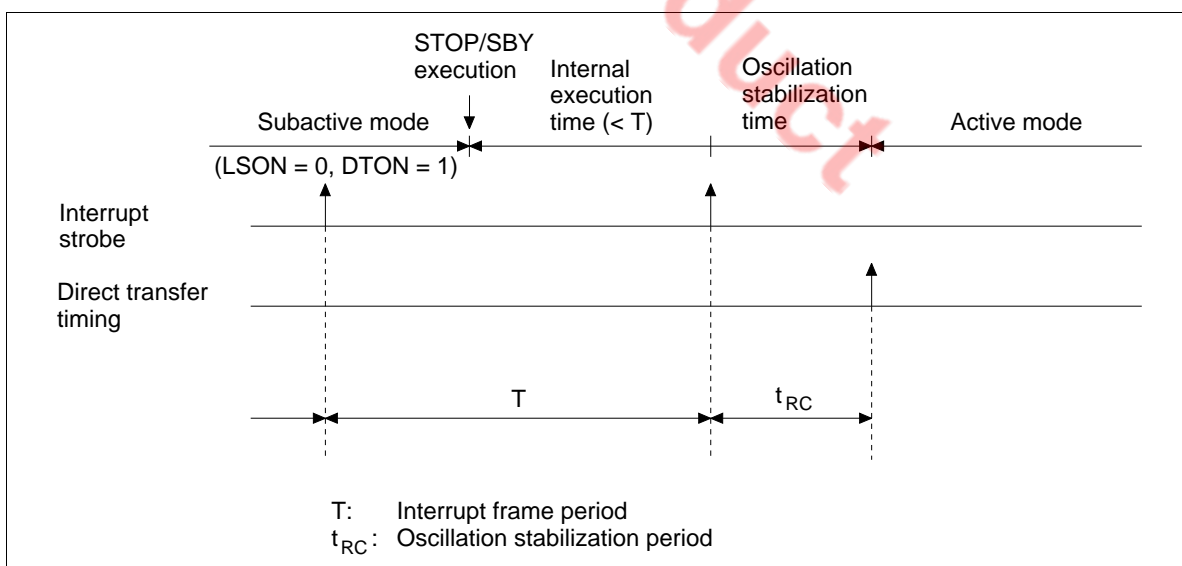 STOP/SBY
execution
Internal
execution
time (< T)
Oscillation
stabilization
time
Subactive mode
Active mode
(LSON = 0, DTON = 1)
Interrupt
strobe
Direct transfer
timing
T
tRC
T: Interrupt frame period
tRC: Oscillation stabilization period
duct